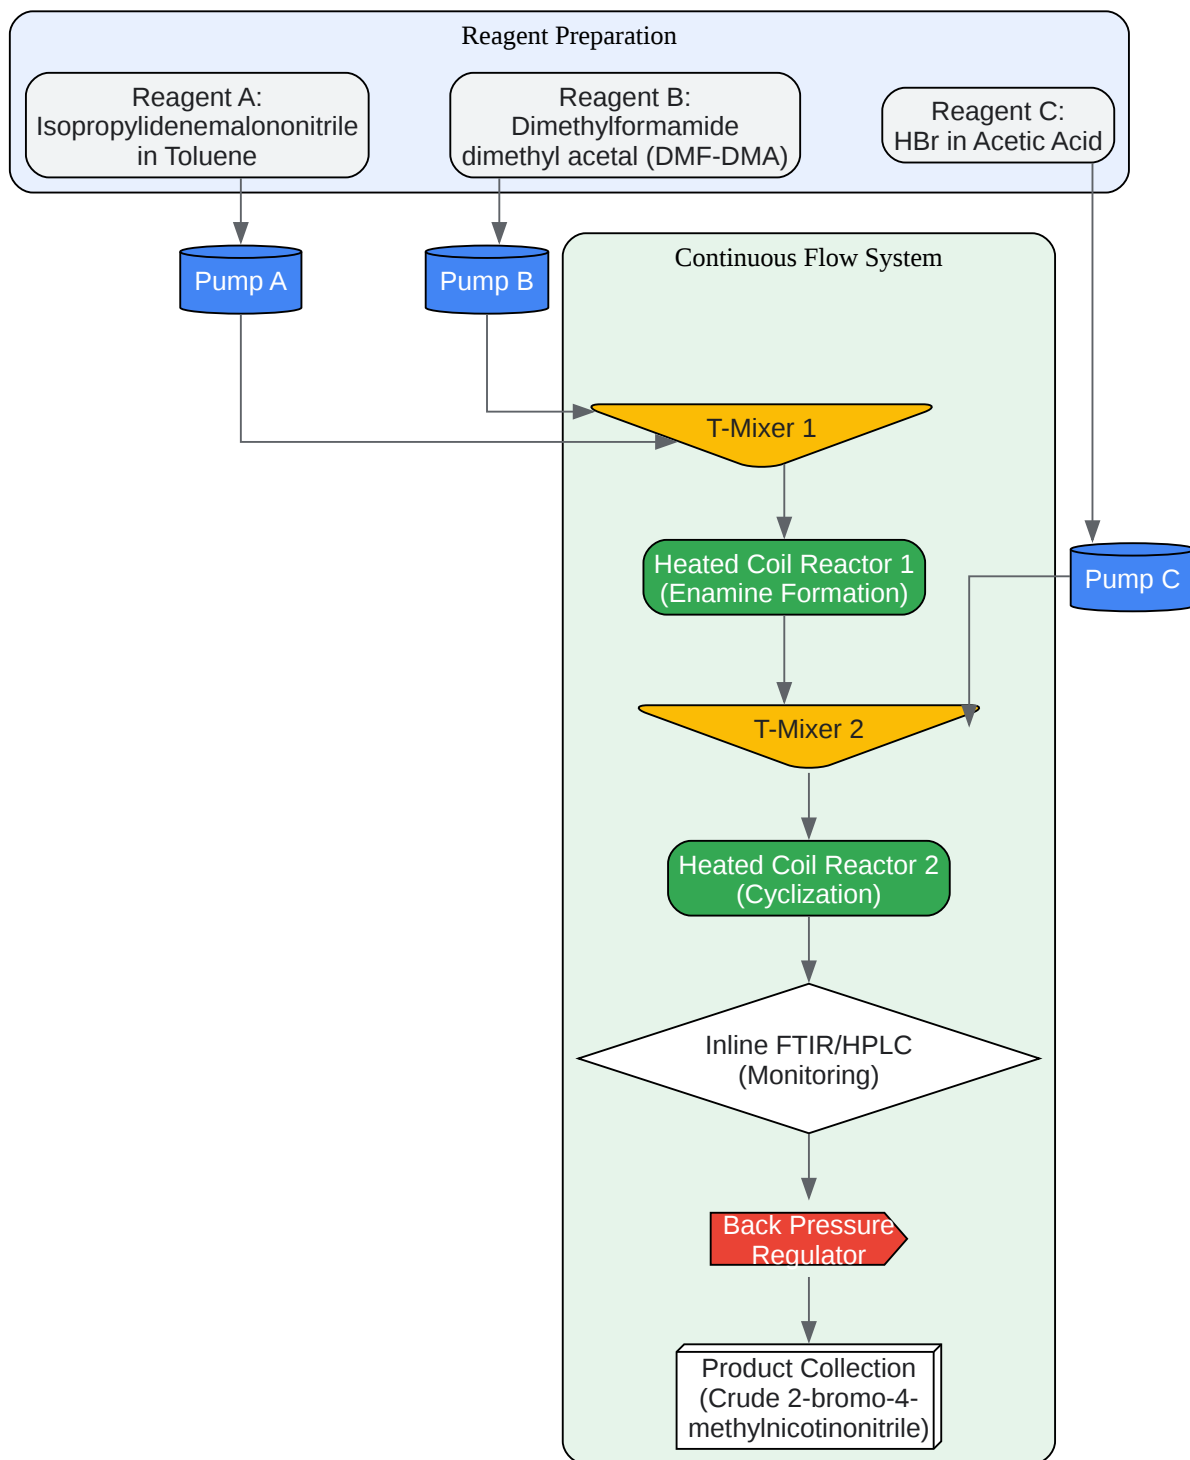 Reagent Preparation
Reagent A:
Isopropylidenemalononitrile
in Toluene
Reagent B:
Dimethylformamide
dimethyl acetal (DMF-DMA)
Reagent C:
HBr in Acetic Acid
Pump A
Pump B
Continuous Flow System
T-Mixer 1
Heated Coil Reactor 1
(Enamine Formation)
Pump C
T-Mixer 2
Heated Coil Reactor 2
(Cyclization)
Inline FTIR/HPLC
(Monitoring)
Back Pressure
Regulator
Product Collection
(Crude 2-bromo-4-
methylnicotinonitrile)